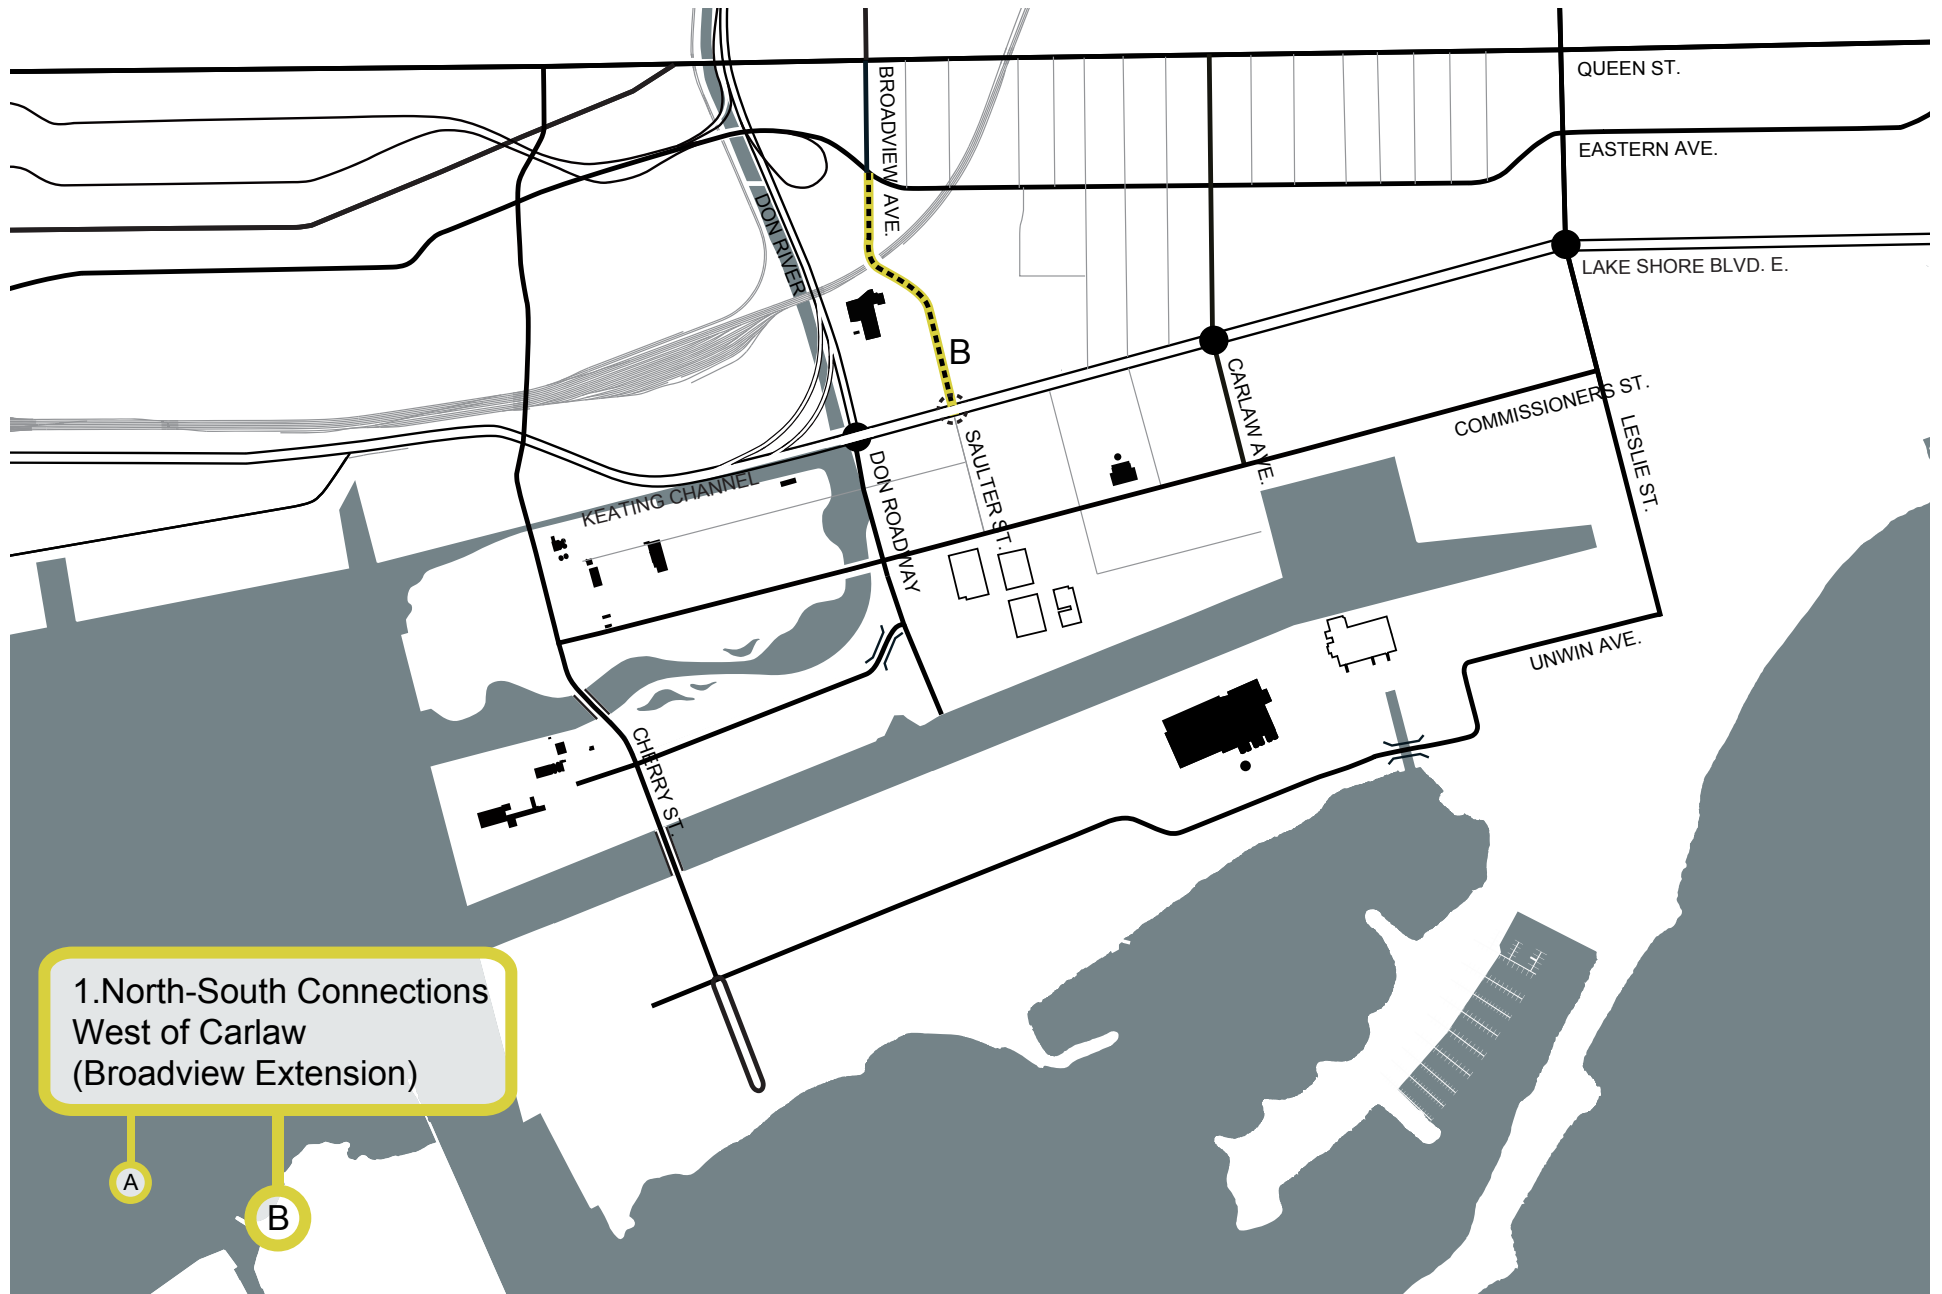 QUEEN ST.
BROADVIEW AVE.
EASTERN AVE.
DON RIVER
LAKE SHORE BLVD. E.
B
CARLAW AVE.
COMMISSIONERS ST.
LESLIE ST.
SAULTER ST.
DON ROADWAY
KEATING CHANNEL
UNWIN AVE.
CHERRY ST.
1.North-South Connections
West of Carlaw
(Broadview Extension)
A
B